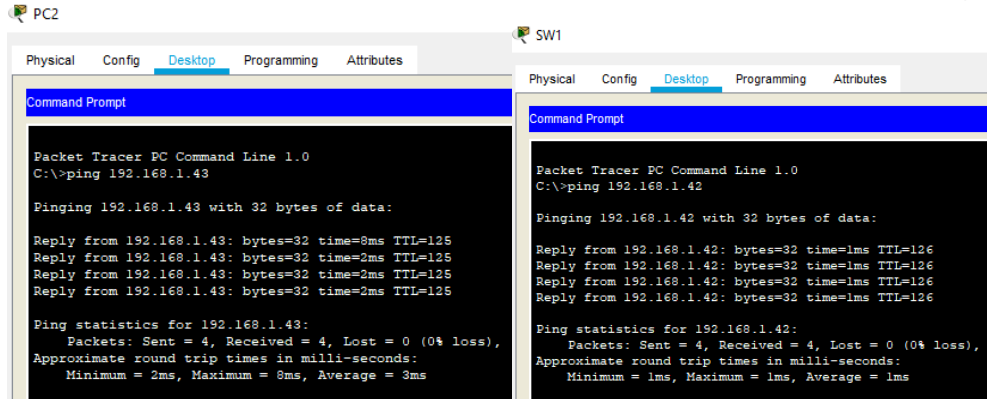 PC2
Physical Config Desktop Programming Attributes
Command Prompt
Packet Tracer PC Command Line 1.0
C:\>ping 192.168.1.43
Pinging 192.168.1.43 with 32 bytes of data:
Reply from 192.168.1.43: bytes=32 time=8ms TTL=125
Reply from 192.168.1.43: bytes=32 time=2ms TTL=125
Reply from 192.168.1.43: bytes=32 time=2ms TTL=125
Reply from 192.168.1.43: bytes=32 time=2ms TTL=125
Ping statistics for 192.168.1.43:
Packets: Sent = 4, Received = 4, Lost = 0 (0% loss),
Approximate round trip times in milli-seconds:
Minimum = 2ms, Maximum = 8ms, Average = 3ms
SW1
Physical Config Desktop Programming Attributes
Command Prompt
Packet Tracer PC Command Line 1.0
C:\>ping 192.168.1.42
Pinging 192.168.1.42 with 32 bytes of data:
Reply from 192.168.1.42: bytes=32 time=1ms TTL=126
Reply from 192.168.1.42: bytes=32 time=1ms TTL=126
Reply from 192.168.1.42: bytes=32 time=1ms TTL=126
Reply from 192.168.1.42: bytes=32 time=1ms TTL=126
Ping statistics for 192.168.1.42:
Packets: Sent = 4, Received = 4, Lost = 0 (0% loss),
Approximate round trip times in milli-seconds:
Minimum = 1ms, Maximum = 1ms, Average = 1ms